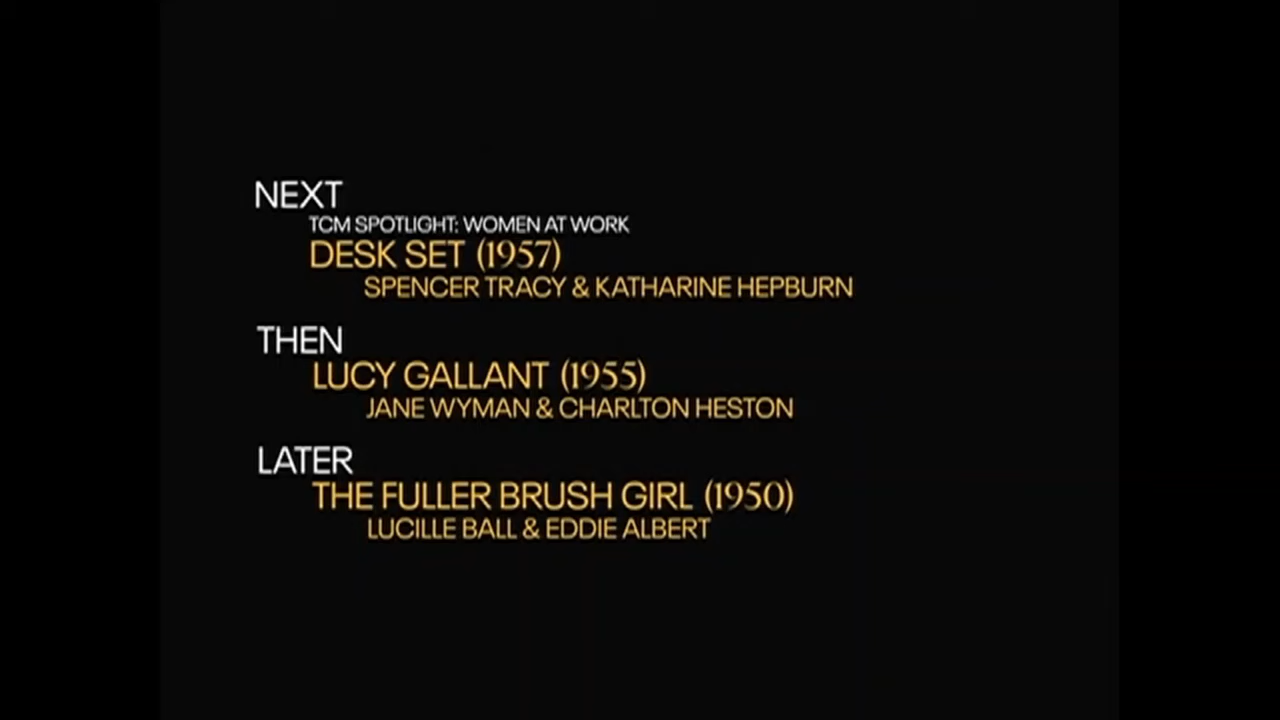 NEXT
TCM SPOTLIGHT: WOMEN AT WORK
DESK SET (1957)
SPENCER TRACY & KATHARINE HEPBURN
THEN
LUCY GALLANT (1955)
JANE WYMAN & CHARLTON HESTON
LATER
THE FULLER BRUSH GIRL (1950)
LUCILLE BALL & EDDIE ALBERT